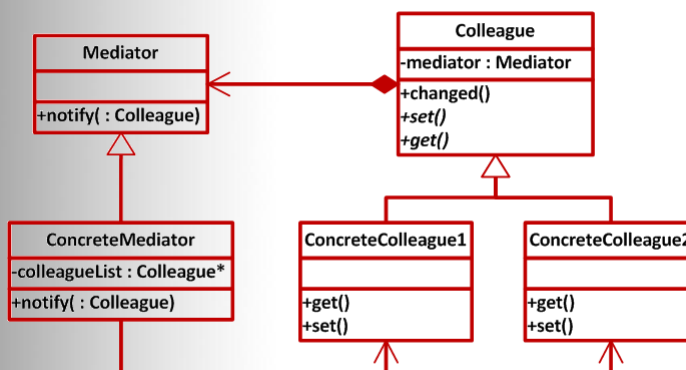 Mediator
+notify( : Colleague)
Colleague
-mediator : Mediator
+changed()
+set()
+get()
ConcreteMediator
-colleagueList : Colleague*
+notify( : Colleague)
ConcreteColleague1
+get()
+set()
ConcreteColleague2
+get()
+set()